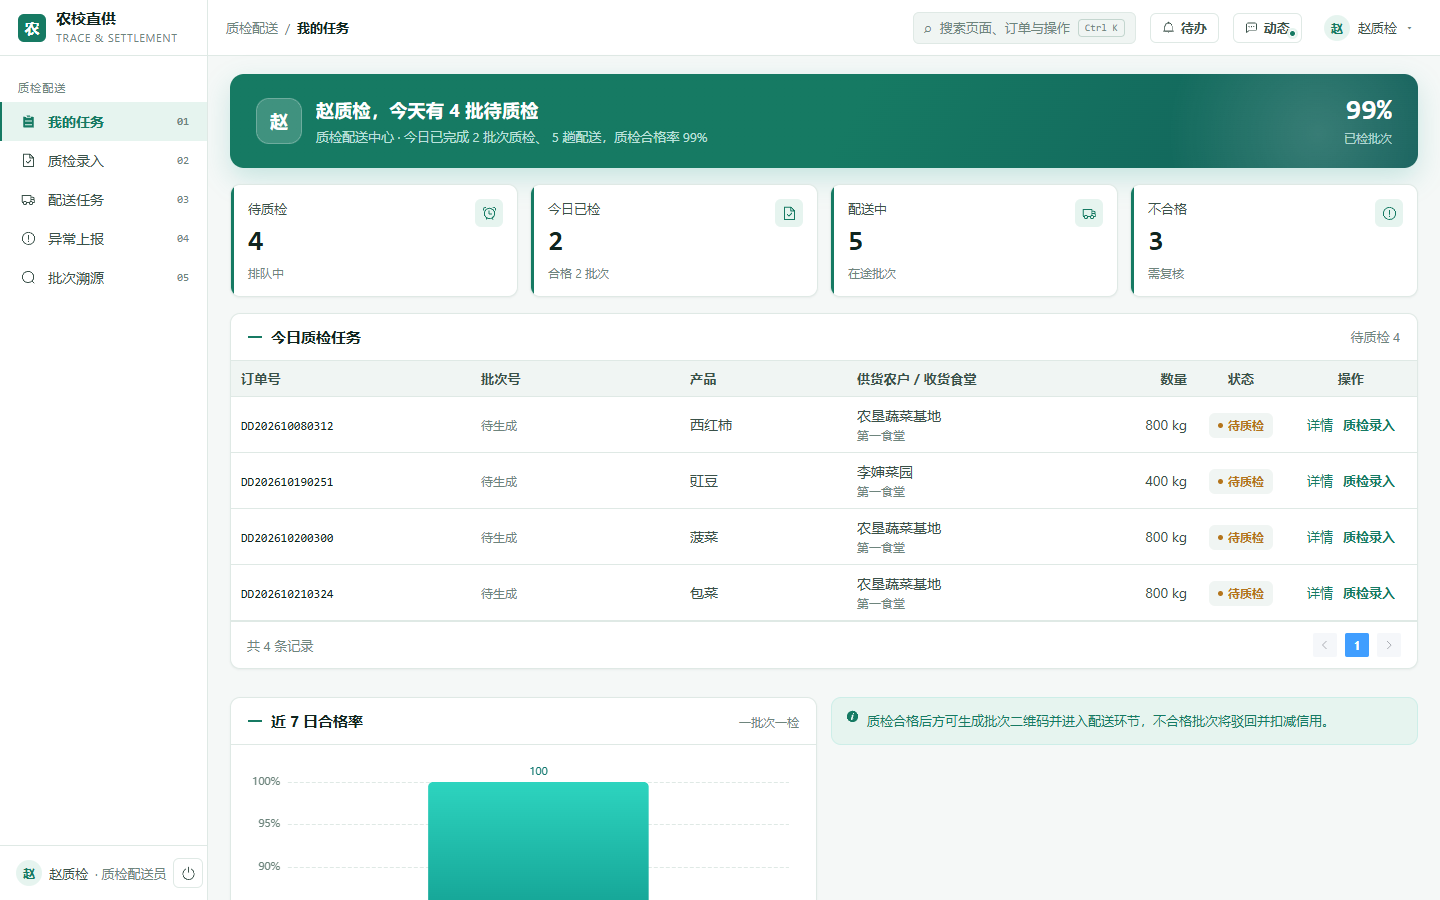 农校直供
TRACE & SETTLEMENT
质检配送 / 我的任务
搜索页面、订单与操作 Ctrl K
待办
动态
赵 赵质检
质检配送
我的任务 01
质检录入 02
配送任务 03
异常上报 04
批次溯源 05
赵 赵质检 · 质检配送员
农
赵
赵质检，今天有 4 批待质检
质检配送中心 · 今日已完成 2 批次质检、 5 趟配送，质检合格率 99%
99%
已检批次
待质检
4
排队中
今日已检
2
合格 2 批次
配送中
5
在途批次
不合格
3
需复核
今日质检任务 待质检 4
订单号 批次号 产品 供货农户 / 收货食堂 数量 状态 操作
DD202610080312 待生成 西红柿 农垦蔬菜基地 第一食堂 800 kg 待质检 详情 质检录入
DD202610190251 待生成 豇豆 李婶菜园 第一食堂 400 kg 待质检 详情 质检录入
DD202610200300 待生成 菠菜 农垦蔬菜基地 第一食堂 800 kg 待质检 详情 质检录入
DD202610210324 待生成 包菜 农垦蔬菜基地 第一食堂 800 kg 待质检 详情 质检录入
共 4 条记录 1
近 7 日合格率 一批次一检
100
100%
95%
90%
质检合格后方可生成批次二维码并进入配送环节，不合格批次将驳回并扣减信用。